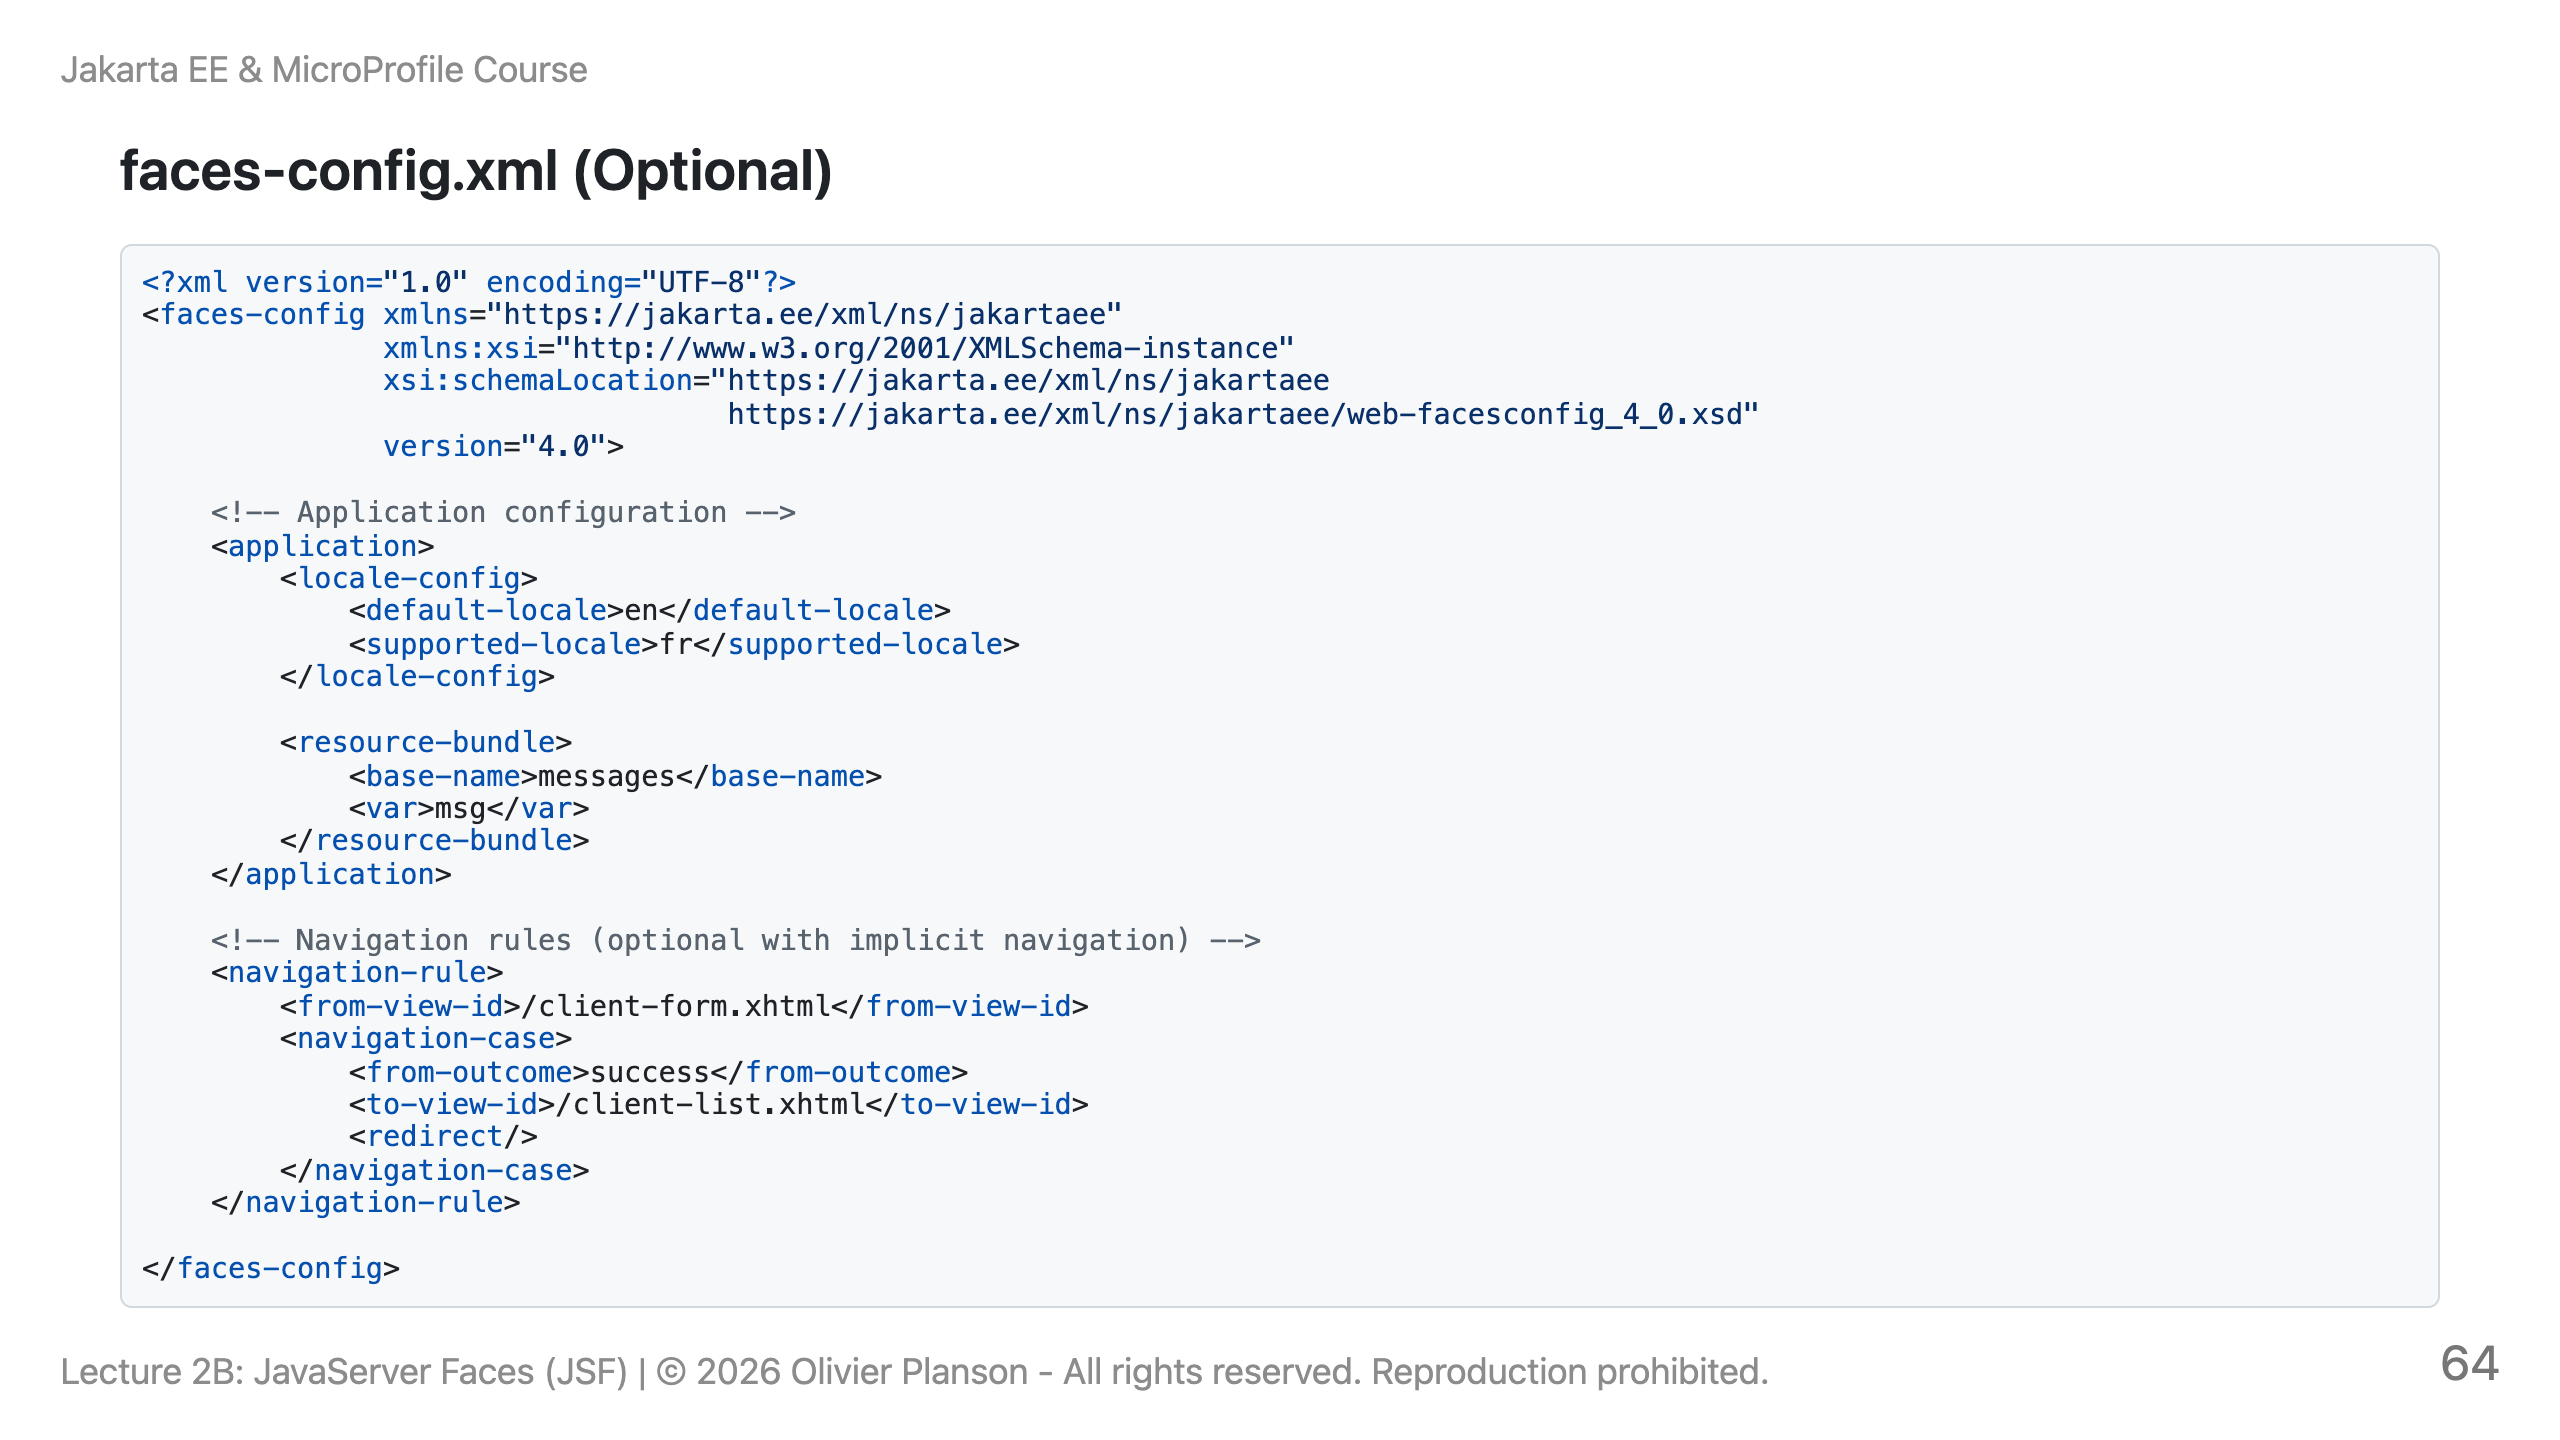 Jakarta EE & MicroProfile Course
faces-config.xml (Optional)
<?xml version="1.0" encoding="UTF-8"?>
<faces-config xmlns="https://jakarta.ee/xml/ns/jakartaee"
              xmlns:xsi="http://www.w3.org/2001/XMLSchema-instance"
              xsi:schemaLocation="https://jakarta.ee/xml/ns/jakartaee
                                  https://jakarta.ee/xml/ns/jakartaee/web-facesconfig_4_0.xsd"
              version="4.0">

    <!-- Application configuration -->
    <application>
        <locale-config>
            <default-locale>en</default-locale>
            <supported-locale>fr</supported-locale>
        </locale-config>

        <resource-bundle>
            <base-name>messages</base-name>
            <var>msg</var>
        </resource-bundle>
    </application>

    <!-- Navigation rules (optional with implicit navigation) -->
    <navigation-rule>
        <from-view-id>/client-form.xhtml</from-view-id>
        <navigation-case>
            <from-outcome>success</from-outcome>
            <to-view-id>/client-list.xhtml</to-view-id>
            <redirect/>
        </navigation-case>
    </navigation-rule>

</faces-config>
Lecture 2B: JavaServer Faces (JSF) | © 2026 Olivier Planson - All rights reserved. Reproduction prohibited.
64